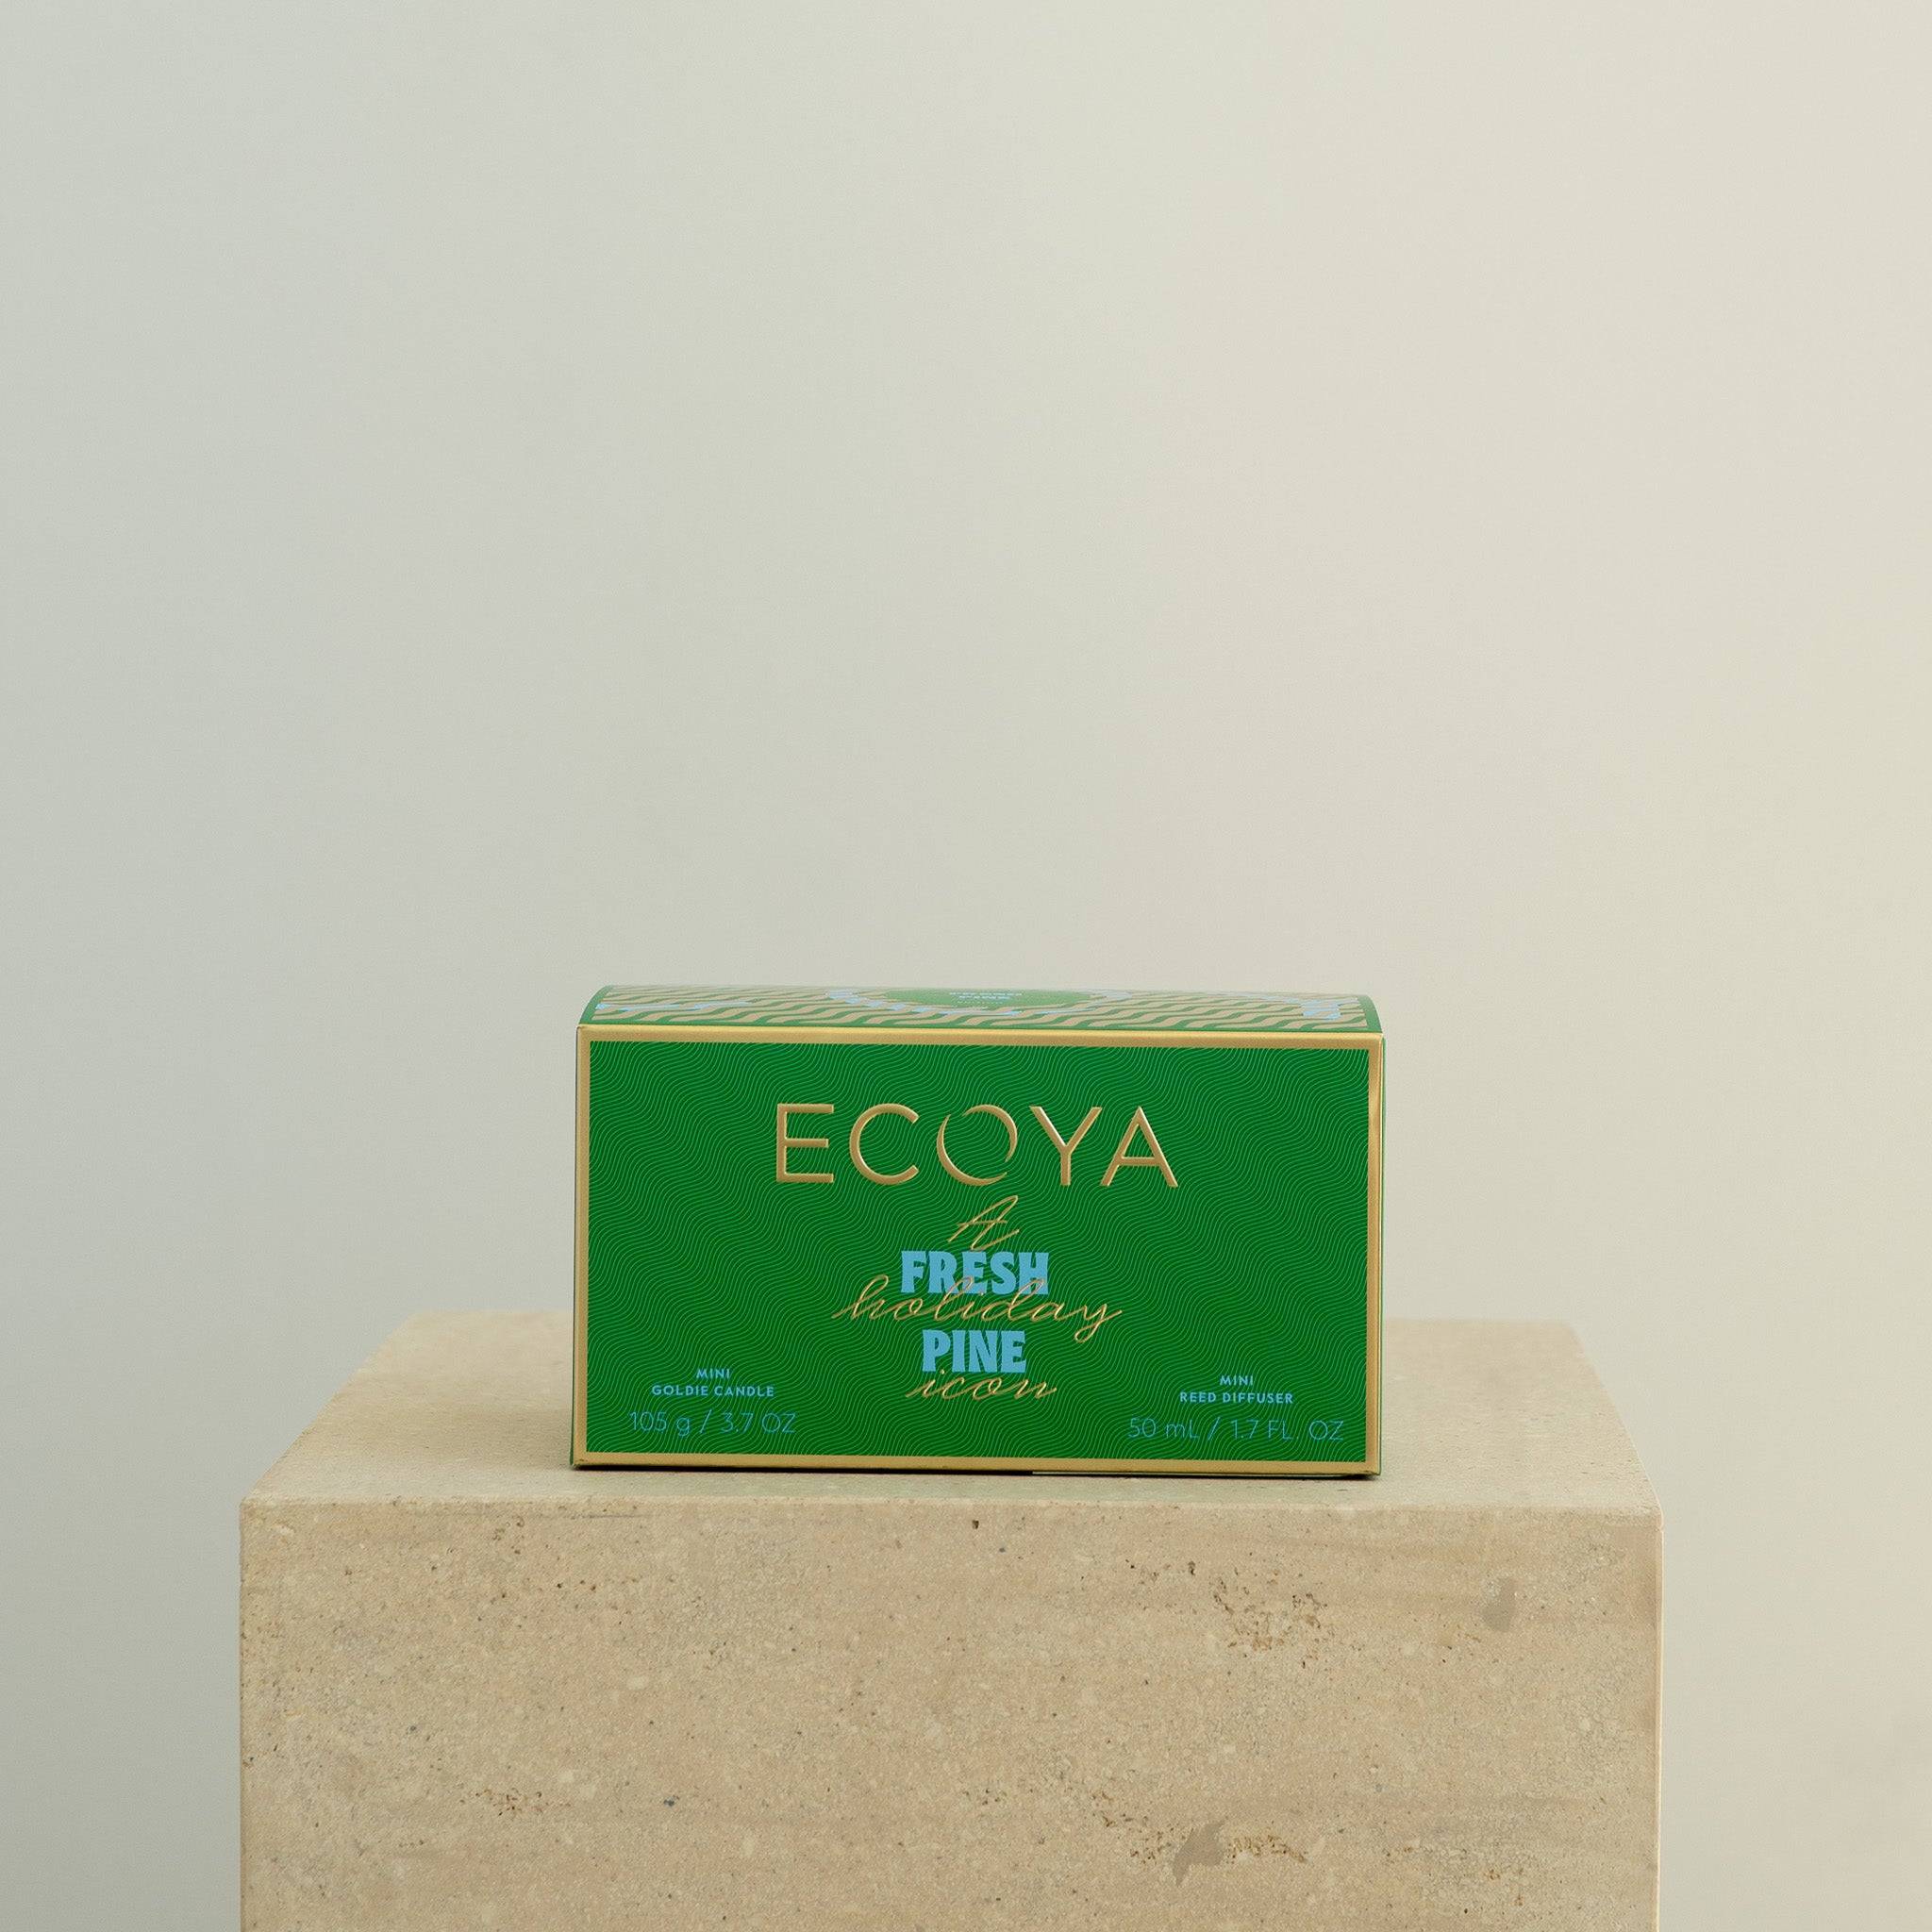 ECOYA
A
FRESH
holiday
PINE
icon
MINI
GOLDIE CANDLE
105 g / 3.7 OZ
MINI
REED DIFFUSER
50 mL / 1.7 FL. OZ